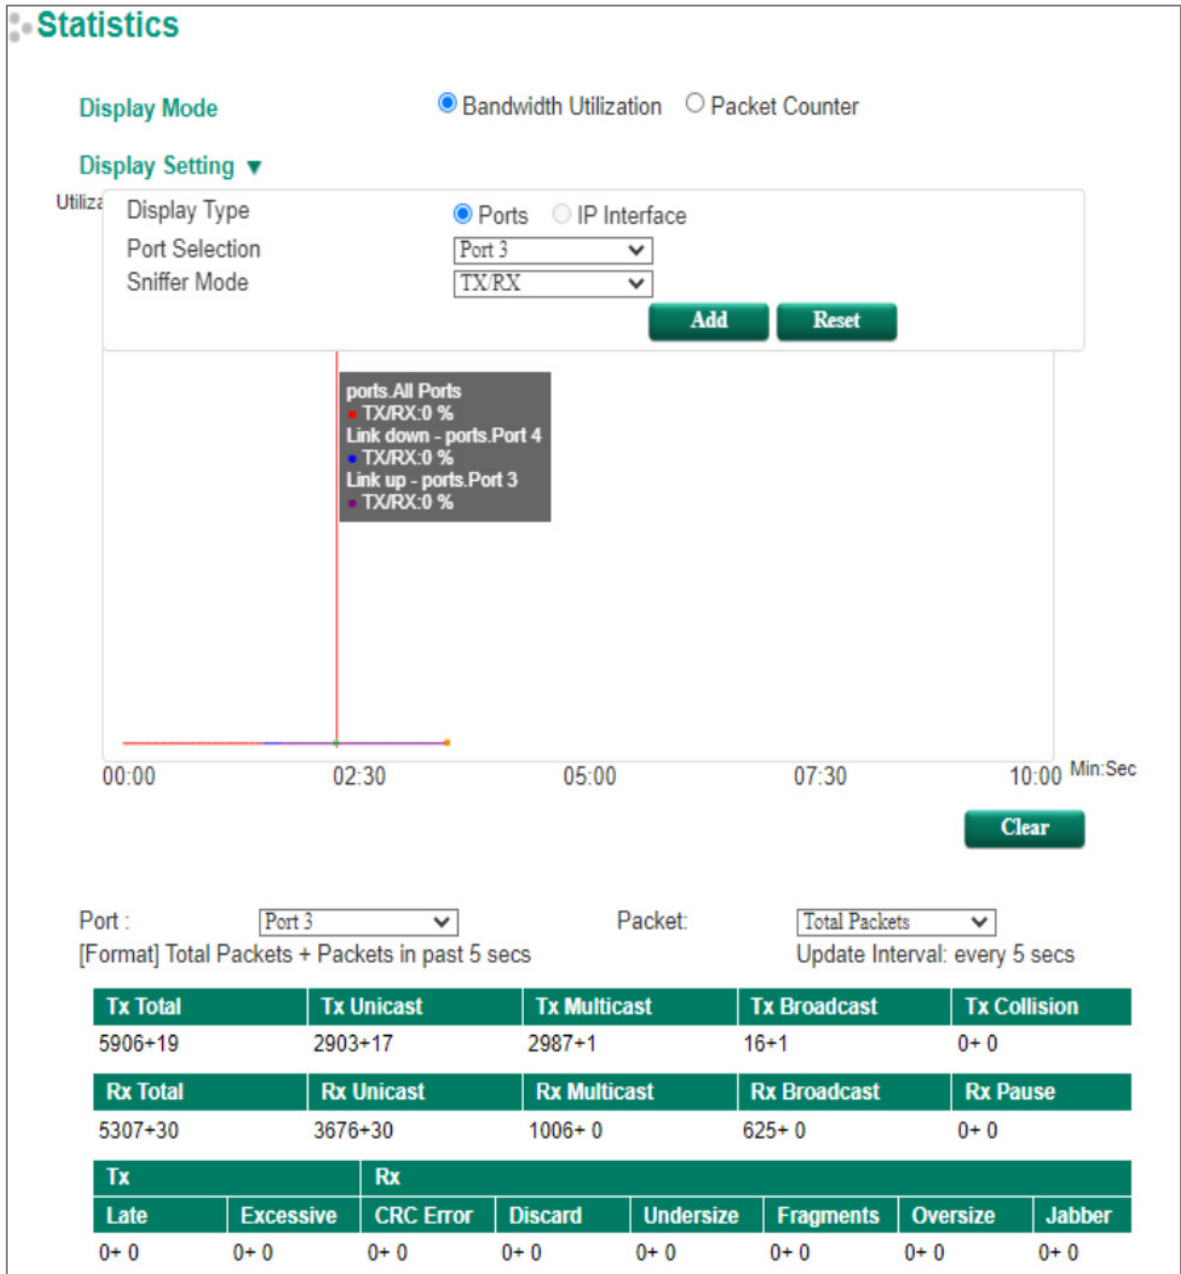 Statistics
Display Mode Bandwidth Utilization Packet Counter
Display Setting ▼
Utiliza
Display Type Ports IP Interface
Port Selection Port 3
Sniffer Mode TX/RX
Add Reset
ports.All Ports
TX/RX:0 %
Link down - ports.Port 4
TX/RX:0 %
Link up - ports.Port 3
TX/RX:0 %
00:00 02:30 05:00 07:30 10:00 Min:Sec
Clear
Port : Port 3 Packet: Total Packets
[Format] Total Packets + Packets in past 5 secs Update Interval: every 5 secs
Tx Total Tx Unicast Tx Multicast Tx Broadcast Tx Collision
5906+19 2903+17 2987+1 16+1 0+ 0
Rx Total Rx Unicast Rx Multicast Rx Broadcast Rx Pause
5307+30 3676+30 1006+ 0 625+ 0 0+ 0
Tx Rx
Late Excessive CRC Error Discard Undersize Fragments Oversize Jabber
0+ 0 0+ 0 0+ 0 0+ 0 0+ 0 0+ 0 0+ 0 0+ 0